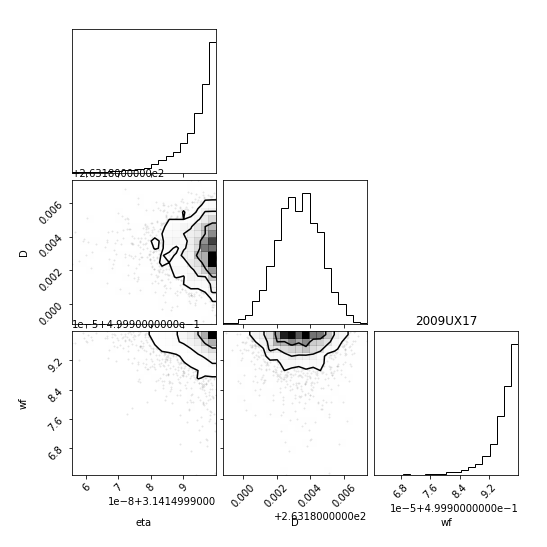 +2.6318000000e2
0.006
0.004
0.002
0.000
D
1e-5+4.9990000000e-1
2009UX17
9.2
8.4
7.6
6.8
wf
6 7 8 9
1e-8+3.1414999000
eta
0.000 0.002 0.004 0.006
+2.6318000000e2
D
6.8 7.6 8.4 9.2
1e-5+4.9990000000e-1
wf